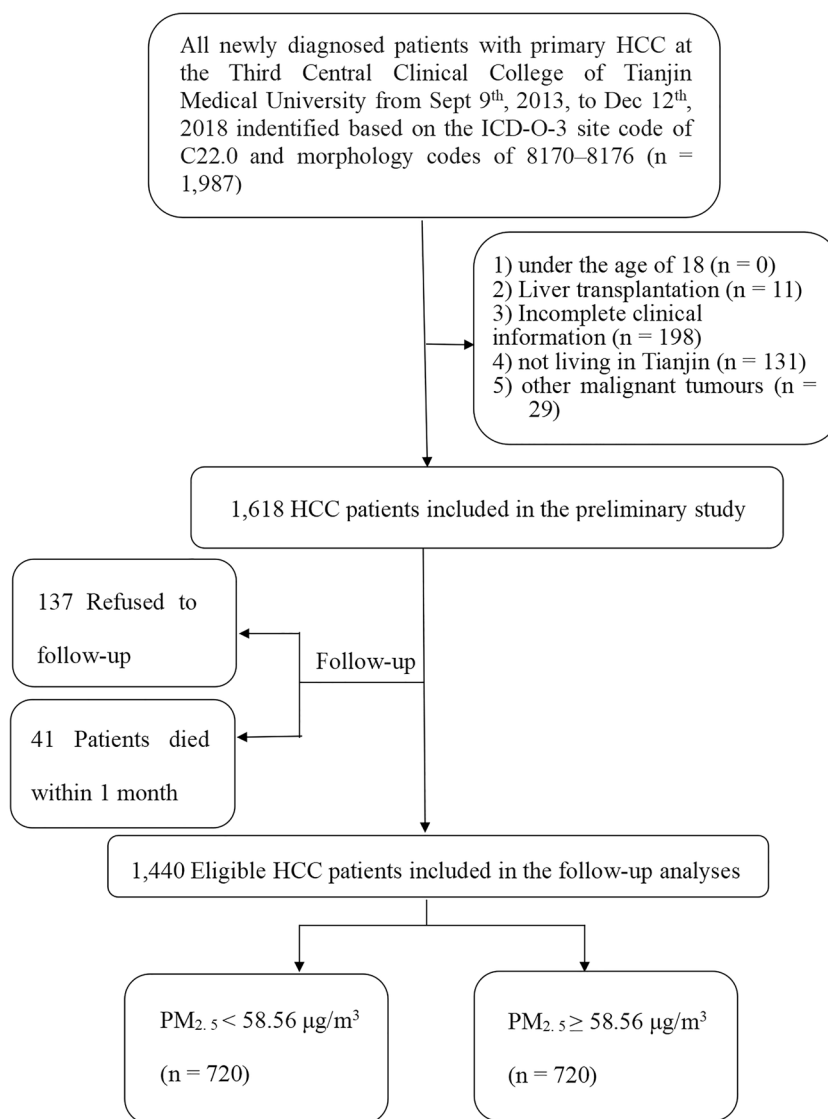 All newly diagnosed patients with primary HCC at
the Third Central Clinical College of Tianjin
Medical University from Sept 9th, 2013, to Dec 12th,
2018 indentified based on the ICD-O-3 site code of
C22.0 and morphology codes of 8170–8176 (n =
1,987)
1) under the age of 18 (n = 0)
2) Liver transplantation (n = 11)
3) Incomplete clinical
information (n = 198)
4) not living in Tianjin (n = 131)
5) other malignant tumours (n =
29)
1,618 HCC patients included in the preliminary study
137 Refused to
follow-up
Follow-up
41 Patients died
within 1 month
1,440 Eligible HCC patients included in the follow-up analyses
PM2. 5 < 58.56 μg/m3
(n = 720)
PM2. 5 ≥ 58.56 μg/m3
(n = 720)